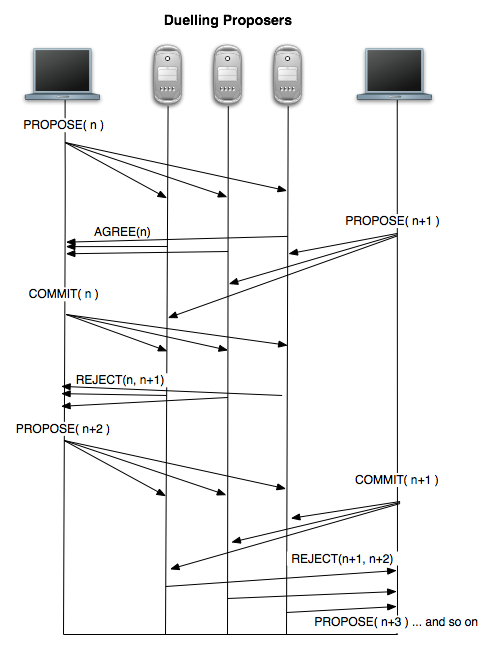 Duelling Proposers
PROPOSE( n )
PROPOSE( n+1 )
AGREE(n)
COMMIT( n )
REJECT(n, n+1)
PROPOSE( n+2 )
COMMIT( n+1 )
REJECT(n+1, n+2)
PROPOSE( n+3 ) ... and so on